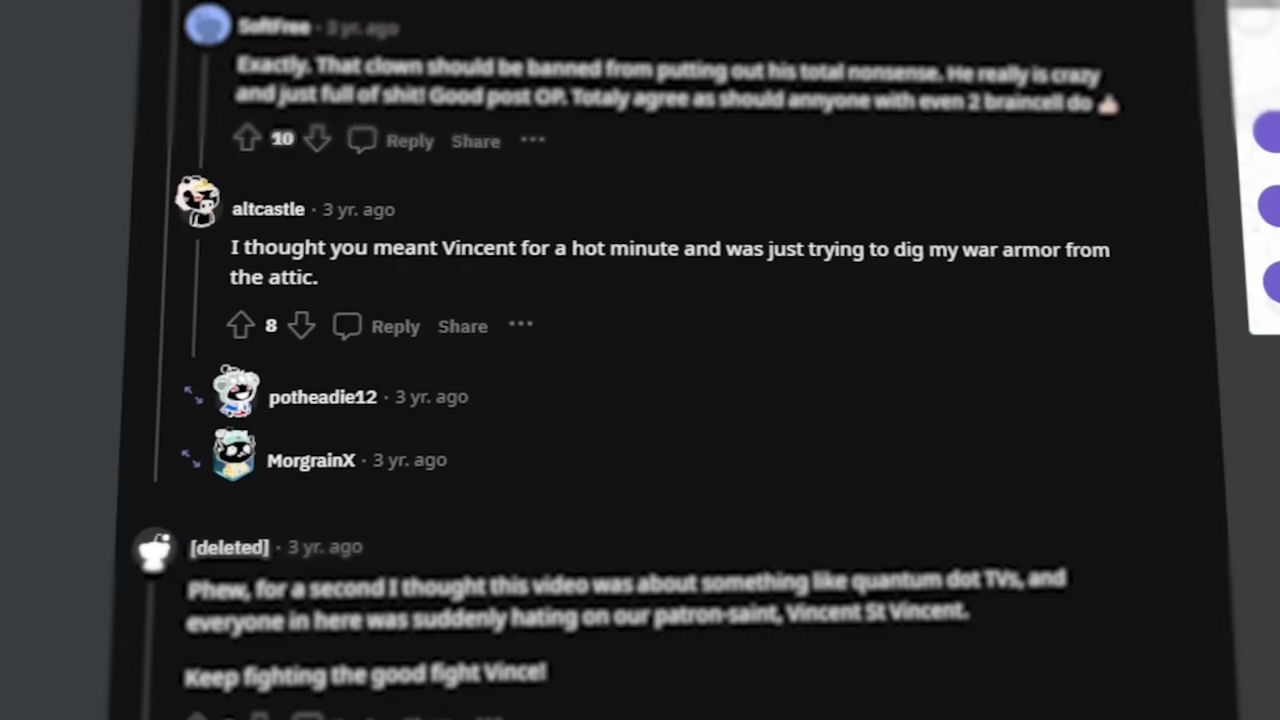 SoftFree · 3 yr. ago
Exactly. That clown should be banned from putting out his total nonsense. He really is crazy
and just full of shit! Good post OP. Totaly agree as should annyone with even 2 braincell do
10 Reply Share ···
altcastle · 3 yr. ago
I thought you meant Vincent for a hot minute and was just trying to dig my war armor from
the attic.
8 Reply Share ···
potheadie12 · 3 yr. ago
MorgrainX · 3 yr. ago
[deleted] · 3 yr. ago
Phew, for a second I thought this video was about something like quantum dot TVs, and
everyone in here was suddenly hating on our patron-saint, Vincent St Vincent.
Keep fighting the good fight Vince!